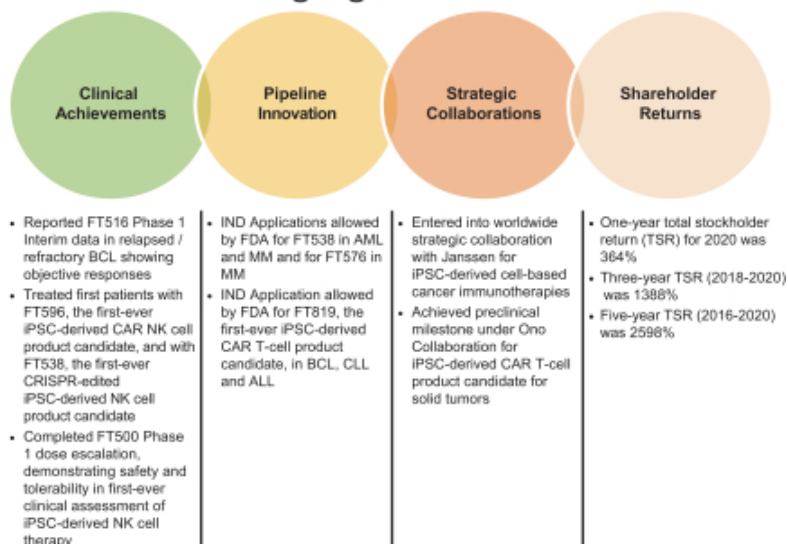 Clinical
Achievements
Pipeline
Innovation
Strategic
Collaborations
Shareholder
Returns
• Reported FT516 Phase 1
Interim data in relapsed /
refractory BCL showing
objective responses
• Treated first patients with
FT596, the first-ever
iPSC-derived CAR NK cell
product candidate, and with
FT538, the first-ever
CRISPR-edited
iPSC-derived NK cell
product candidate
• Completed FT500 Phase
1 dose escalation,
demonstrating safety and
tolerability in first-ever
clinical assessment of
iPSC-derived NK cell
therapy
• IND Applications allowed
by FDA for FT538 in AML
and MM and for FT576 in
MM
• IND Application allowed
by FDA for FT819, the
first-ever iPSC-derived
CAR T-cell product
candidate, in BCL, CLL
and ALL
• Entered into worldwide
strategic collaboration
with Janssen for
iPSC-derived cell-based
cancer immunotherapies
• Achieved preclinical
milestone under Ono
Collaboration for
iPSC-derived CAR T-cell
product candidate for
solid tumors
• One-year total stockholder
return (TSR) for 2020 was
364%
• Three-year TSR (2018-2020)
was 1388%
• Five-year TSR (2016-2020)
was 2598%